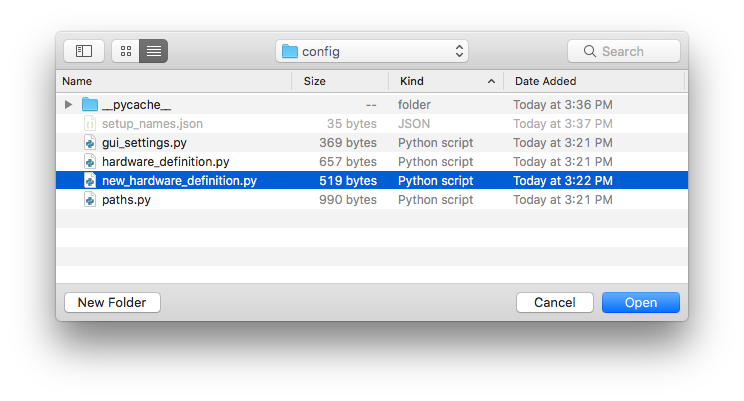 config Search
Name Size Kind Date Added
__pycache__ -- folder Today at 3:36 PM
setup_names.json 35 bytes JSON Today at 3:37 PM
gui_settings.py 369 bytes Python script Today at 3:21 PM
hardware_definition.py 657 bytes Python script Today at 3:21 PM
new_hardware_definition.py 519 bytes Python script Today at 3:22 PM
paths.py 990 bytes Python script Today at 3:21 PM
New Folder Cancel Open